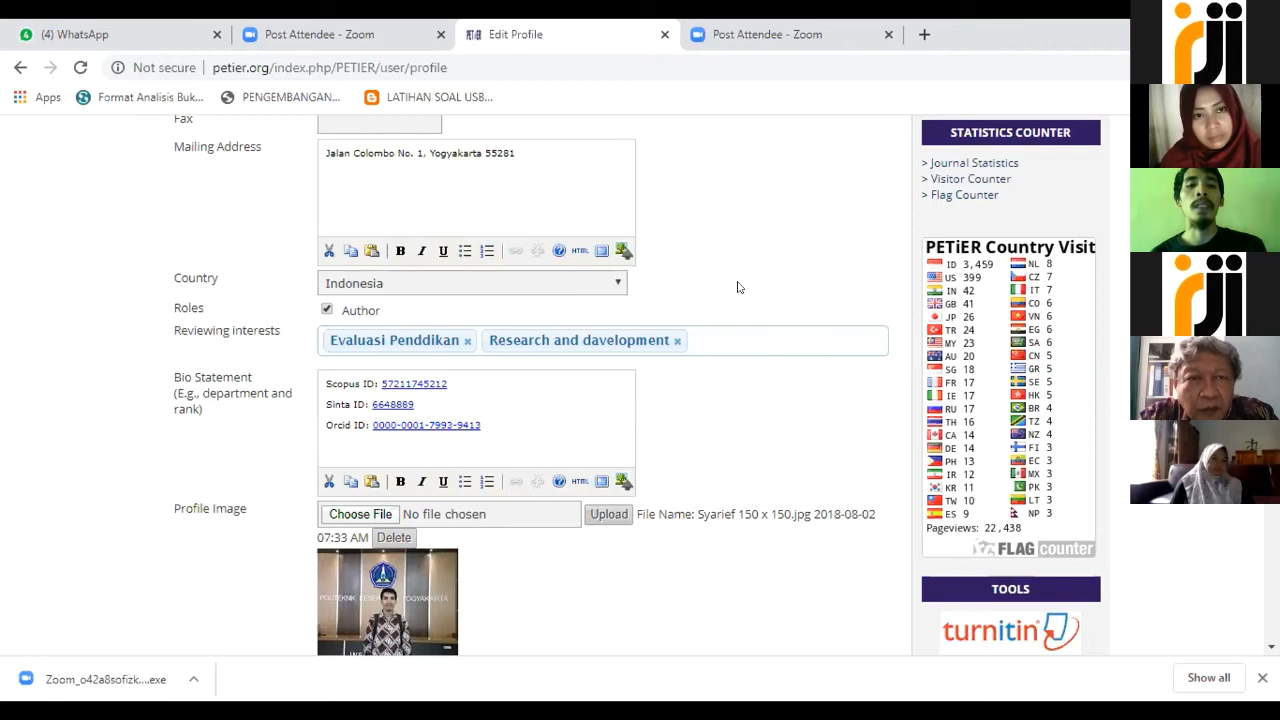 (4) WhatsApp
Post Attendee - Zoom
PETiER
Edit Profile
Post Attendee - Zoom
Not secure
petier.org/index.php/PETIER/user/profile
Apps
Format Analisis Buk...
PENGEMBANGAN...
LATIHAN SOAL USB...
Fax
Mailing Address
Jalan Colombo No. 1, Yogyakarta 55281
B I U
HTML
Country
Indonesia
Roles
Author
Reviewing interests
Evaluasi Penddikan ×
Research and davelopment ×
Bio Statement
(E.g., department and
rank)
Scopus ID: 57211745212
Sinta ID: 6648889
Orcid ID: 0000-0001-7993-9413
B I U
HTML
Profile Image
Choose File No file chosen
Upload
File Name: Syarief 150 x 150.jpg 2018-08-02
07:33 AM
Delete
POLITEKNIK
YOGYAKARTA
STATISTICS COUNTER
> Journal Statistics
> Visitor Counter
> Flag Counter
PETiER Country Visit
ID 3,459 NL 8
US 399 CZ 7
IN 42 IT 7
GB 41 CO 6
JP 26 VN 6
TR 24 EG 6
MY 23 SA 6
AU 20 CN 5
SG 18 GR 5
FR 17 SE 5
IE 17 HK 5
RU 17 BR 4
TH 16 TZ 4
CA 14 NZ 4
DE 14 FI 3
PH 13 EC 3
IR 12 MX 3
KR 11 PK 3
TW 10 LT 3
ES 9 NP 3
Pageviews: 22,438
FLAG counter
TOOLS
turnitin
Zoom_o42a8sofizk....exe
Show all